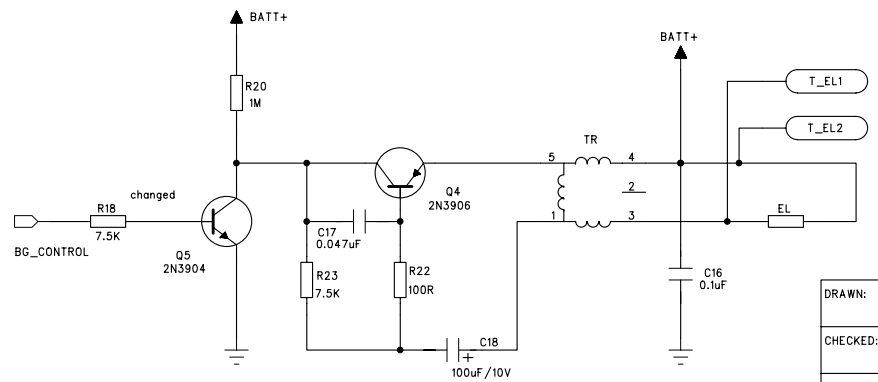 BATT+
BATT+
R20
1M
T_EL1
T_EL2
TR
5
4
Q4
2N3906
2
changed
R18
7.5K
1
3
EL
BG_CONTROL
Q5
2N3904
C17
0.047uF
R23
7.5K
R22
100R
C16
0.1uF
DRAWN:
C18
+
100uF/10V
CHECKED: